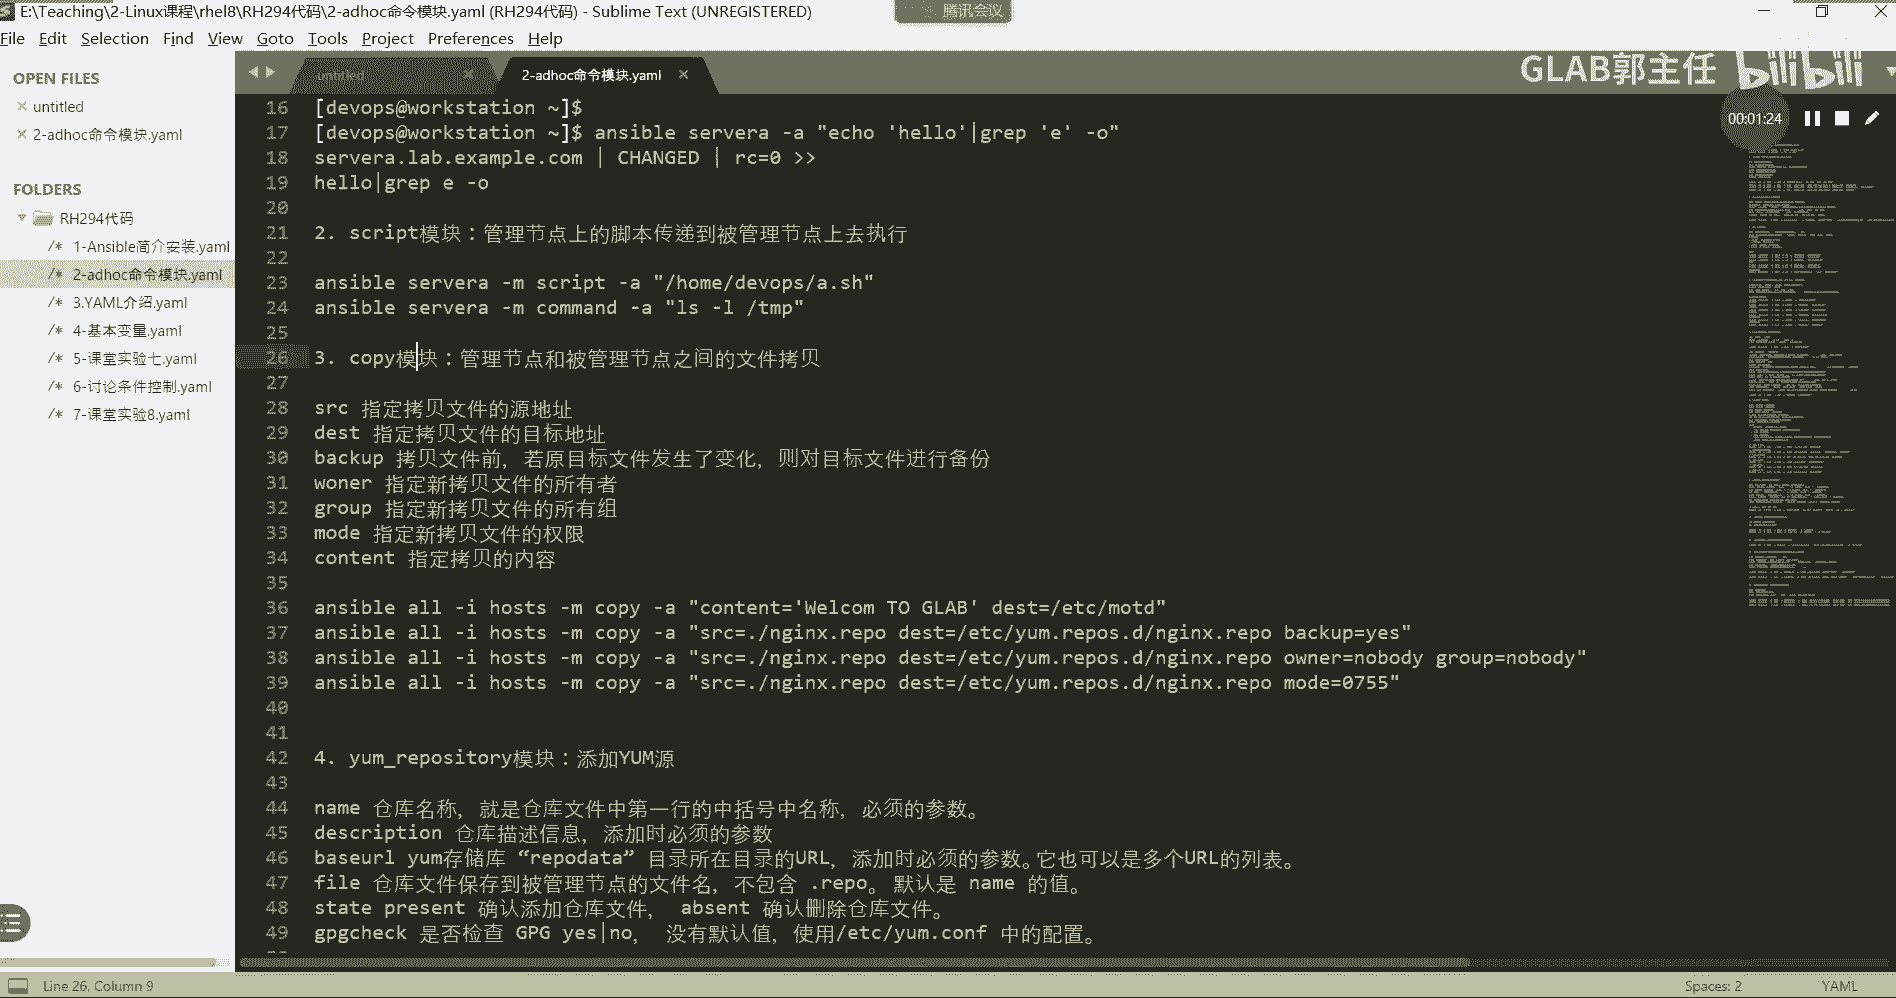 E:\Teaching\2-Linux课程\rhel8\RH294代码\2-adhoc命令模块.yaml (RH294代码) - Sublime Text (UNREGISTERED)
腾讯会议
File Edit Selection Find View Goto Tools Project Preferences Help
OPEN FILES
untitled
2-adhoc命令模块.yaml
FOLDERS
RH294代码
/* 1-Ansible简介安装.yaml
/* 2-adhoc命令模块.yaml
/* 3.YAML介绍.yaml
/* 4-基本变量.yaml
/* 5-课堂实验七.yaml
/* 6-讨论条件控制.yaml
/* 7-课堂实验8.yaml
untitled
2-adhoc命令模块.yaml
GLAB郭主任 bilibili
00:01:24
16 [devops@workstation ~]$
17 [devops@workstation ~]$ ansible servera -a "echo 'hello'|grep 'e' -o"
18 servera.lab.example.com | CHANGED | rc=0 >>
19 hello|grep e -o
20
21 2. script模块：管理节点上的脚本传递到被管理节点上去执行
22
23 ansible servera -m script -a "/home/devops/a.sh"
24 ansible servera -m command -a "ls -l /tmp"
25
26 3. copy模块：管理节点和被管理节点之间的文件拷贝
27
28 src 指定拷贝文件的源地址
29 dest 指定拷贝文件的目标地址
30 backup 拷贝文件前，若原目标文件发生了变化，则对目标文件进行备份
31 woner 指定新拷贝文件的所有者
32 group 指定新拷贝文件的所有组
33 mode 指定新拷贝文件的权限
34 content 指定拷贝的内容
35
36 ansible all -i hosts -m copy -a "content='Welcom TO GLAB' dest=/etc/motd"
37 ansible all -i hosts -m copy -a "src=./nginx.repo dest=/etc/yum.repos.d/nginx.repo backup=yes"
38 ansible all -i hosts -m copy -a "src=./nginx.repo dest=/etc/yum.repos.d/nginx.repo owner=nobody group=nobody"
39 ansible all -i hosts -m copy -a "src=./nginx.repo dest=/etc/yum.repos.d/nginx.repo mode=0755"
40
41
42 4. yum_repository模块：添加YUM源
43
44 name 仓库名称，就是仓库文件中第一行的中括号中名称，必须的参数。
45 description 仓库描述信息，添加时必须的参数
46 baseurl yum存储库 “repodata” 目录所在目录的URL，添加时必须的参数。它也可以是多个URL的列表。
47 file 仓库文件保存到被管理节点的文件名，不包含 .repo。 默认是 name 的值。
48 state present 确认添加仓库文件， absent 确认删除仓库文件。
49 gpgcheck 是否检查 GPG yes|no， 没有默认值，使用/etc/yum.conf 中的配置。
Line 26, Column 9
Spaces: 2
YAML